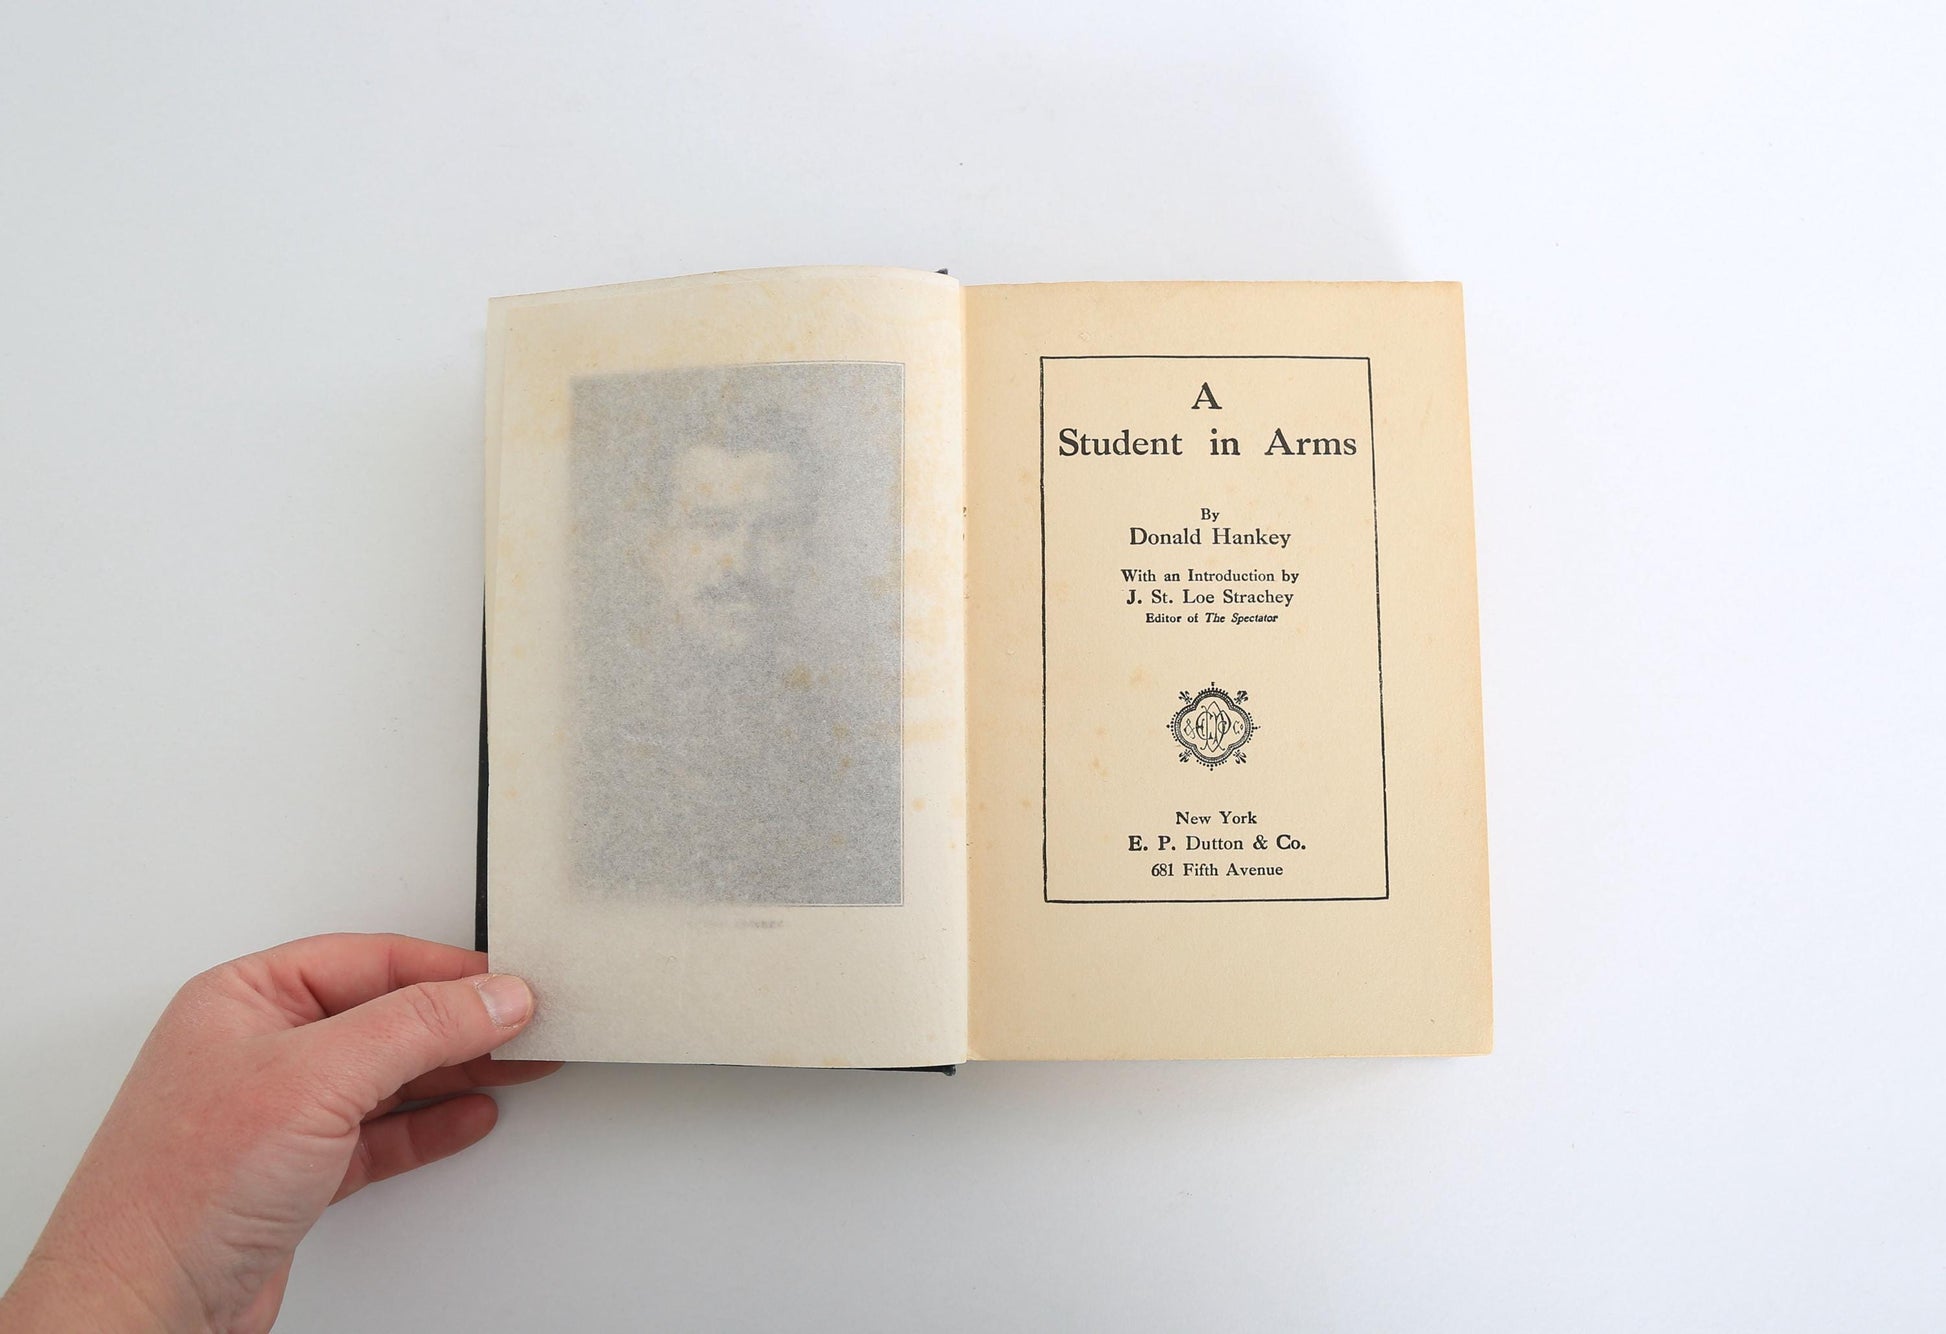 A
Student in Arms
By
Donald Hankey
With an Introduction by
J. St. Loe Strachey
Editor of The Spectator
New York
E. P. Dutton & Co.
681 Fifth Avenue